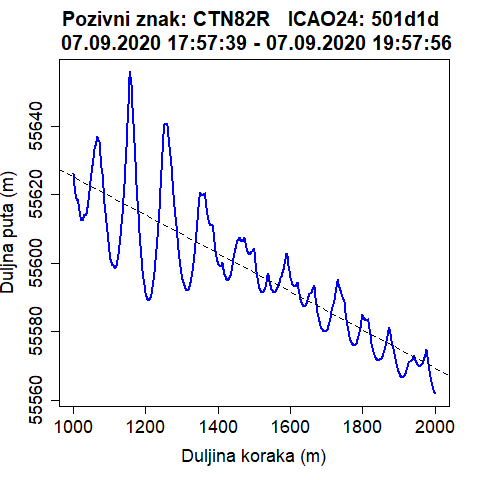 Pozivni znak: CTN82R   ICAO24: 501d1d
07.09.2020 17:57:39 - 07.09.2020 19:57:56
Duljna puta (m)
55640
55620
55600
55580
55560
1000 1200 1400 1600 1800 2000
Duljina koraka (m)